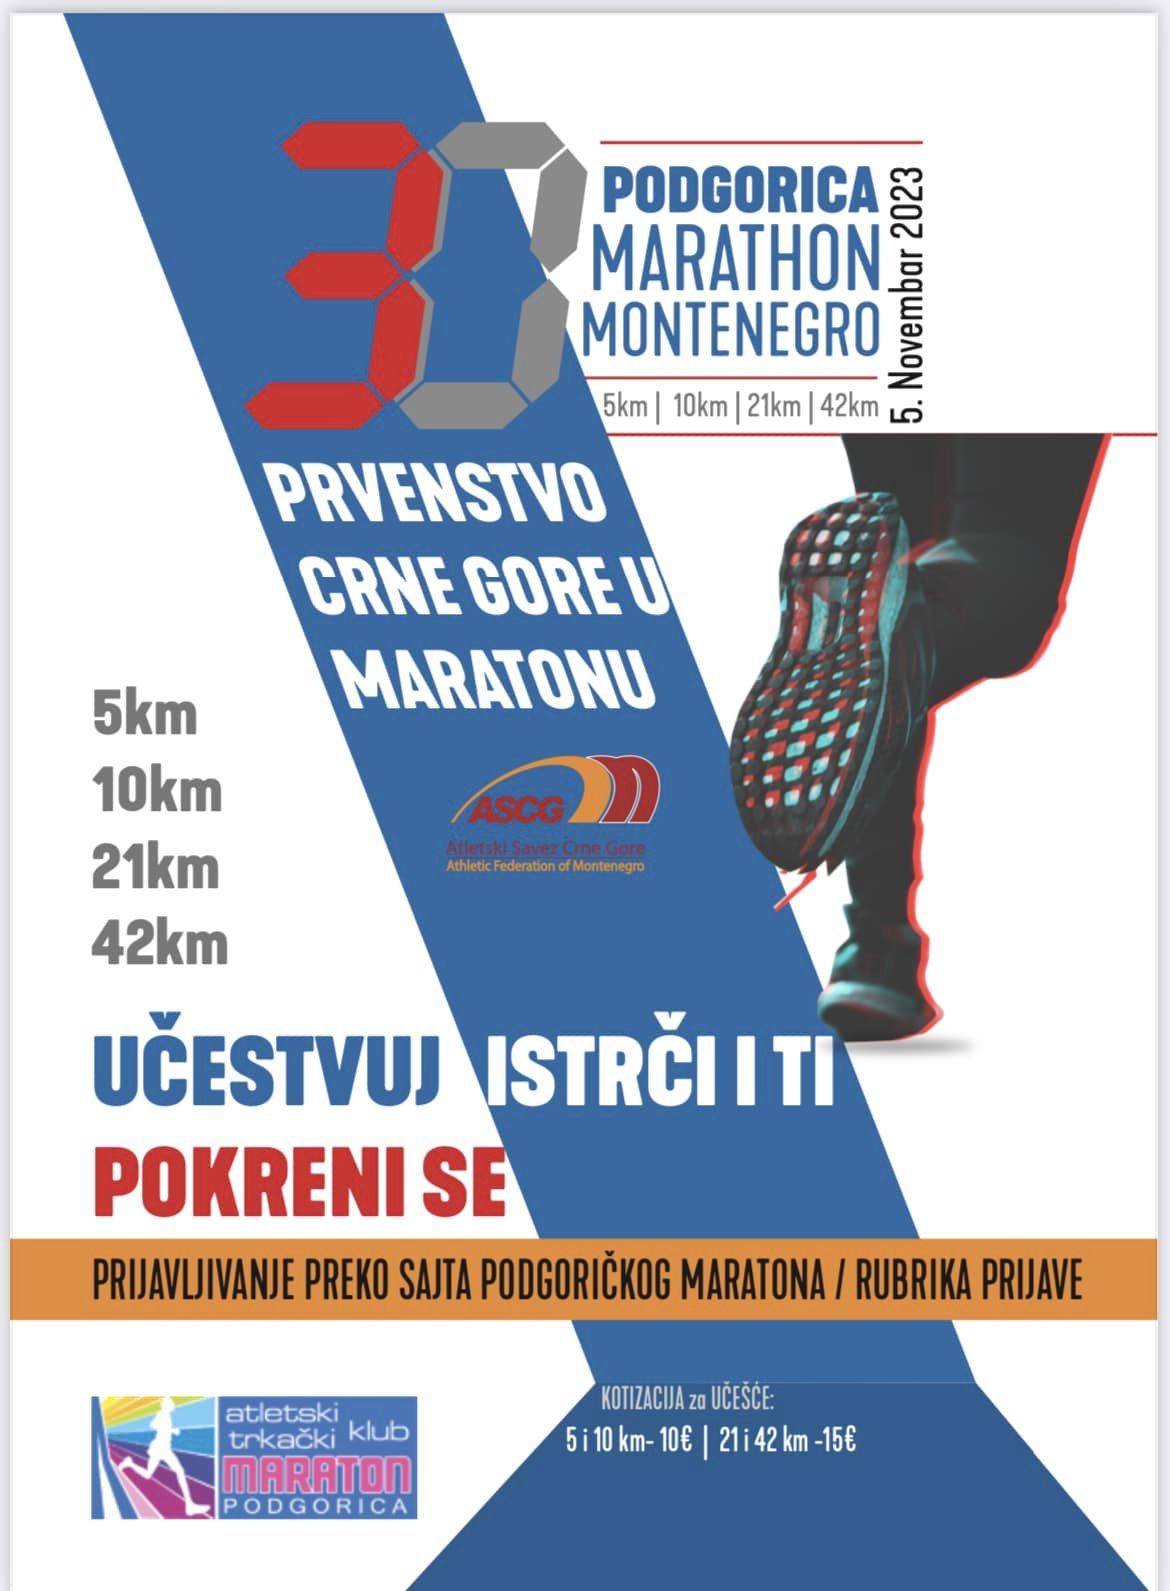 30
PODGORICA
MARATHON
MONTENEGRO
5. Novembar 2023
5km | 10km | 21km | 42km
PRVENSTVO
CRNE GORE U
MARATONU
ASCG
Atletski Savez Crne Gore
Athletic Federation of Montenegro
5km
10km
21km
42km
UČESTVUJ ISTRČI I TI
POKRENI SE
PRIJAVLJIVANJE PREKO SAJTA PODGORIČKOG MARATONA / RUBRIKA PRIJAVE
KOTIZACIJA za UČEŠĆE:
5 i 10 km- 10€ | 21 i 42 km -15€
atletski
trkački klub
MARATON
PODGORICA